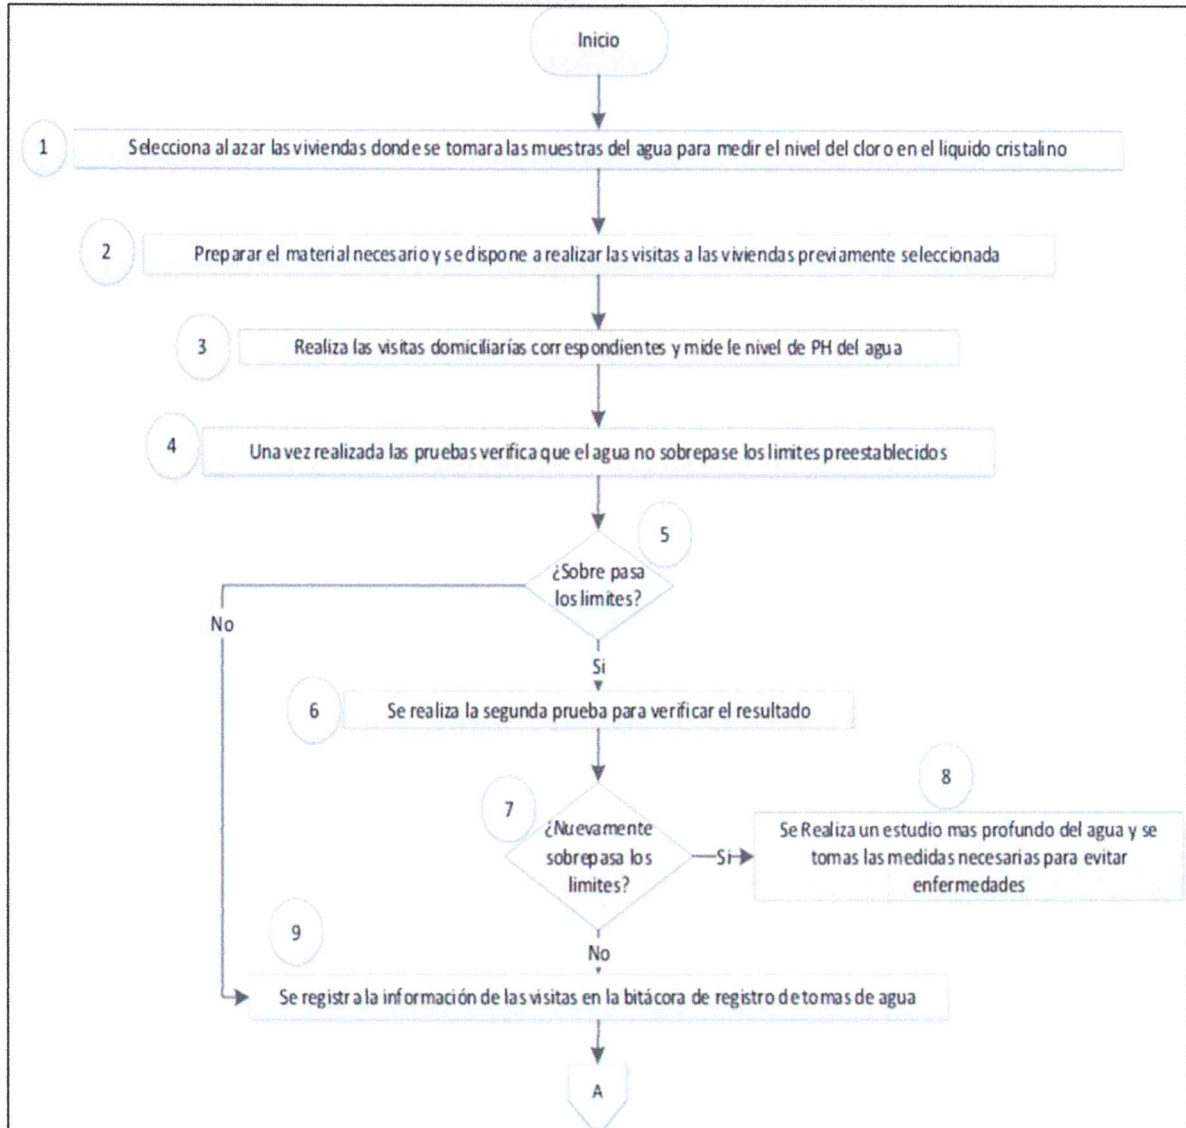 Inicio
1
Selecciona al azar las viviendas donde se tomara las muestras del agua para medir el nivel del cloro en el liquido cristalino
2
Preparar el material necesario y se dispone a realizar las visitas a las viviendas previamente seleccionada
3
Realiza las visitas domiciliarías correspondientes y mide le nivel de PH del agua
4
Una vez realizada las pruebas verifica que el agua no sobrepase los limites preestablecidos
5
¿Sobre pasa
los limites?
No
Si
6
Se realiza la segunda prueba para verificar el resultado
7
¿Nuevamente
sobrepasa los
limites?
Si
8
Se Realiza un estudio mas profundo del agua y se
tomas las medidas necesarias para evitar
enfermedades
No
9
Se registra la información de las visitas en la bitácora de registro de tomas de agua
A